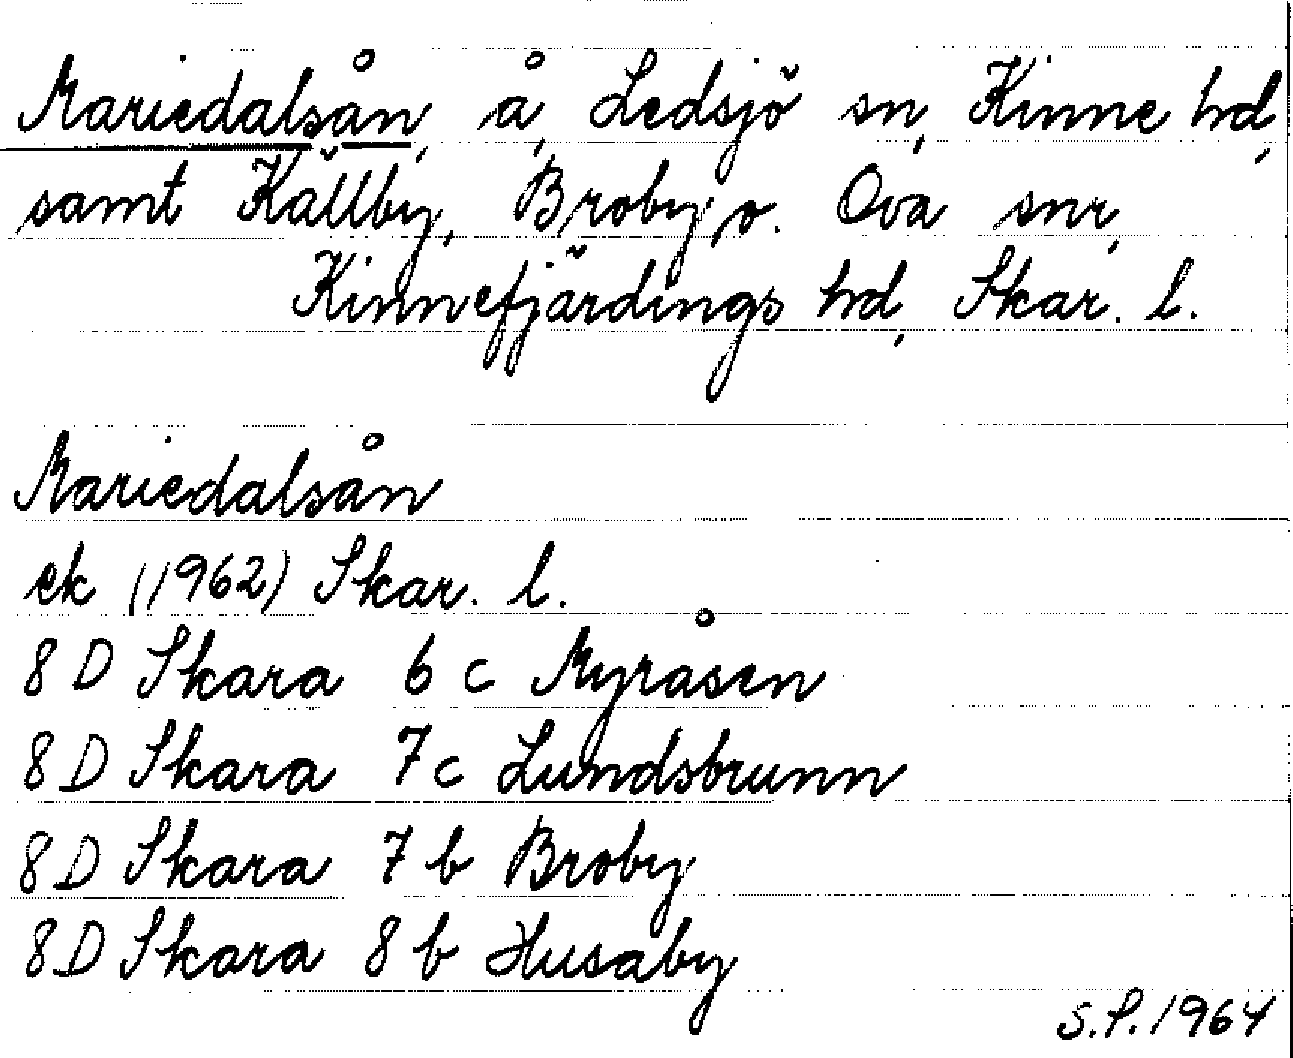 Mariedalsån, å, Ledsjö sn, Kinne hd,
samt Källby, Broby o. Ova snr,
Kinnefjärdings hd, Skar. l.
Mariedalsån
ek (1962) Skar. l.
8 D Skara 6 c Myråsen
8 D Skara 7 c Lundsbrunn
8 D Skara 7 b Broby
8 D Skara 8 b Husaby
S.P. 1964